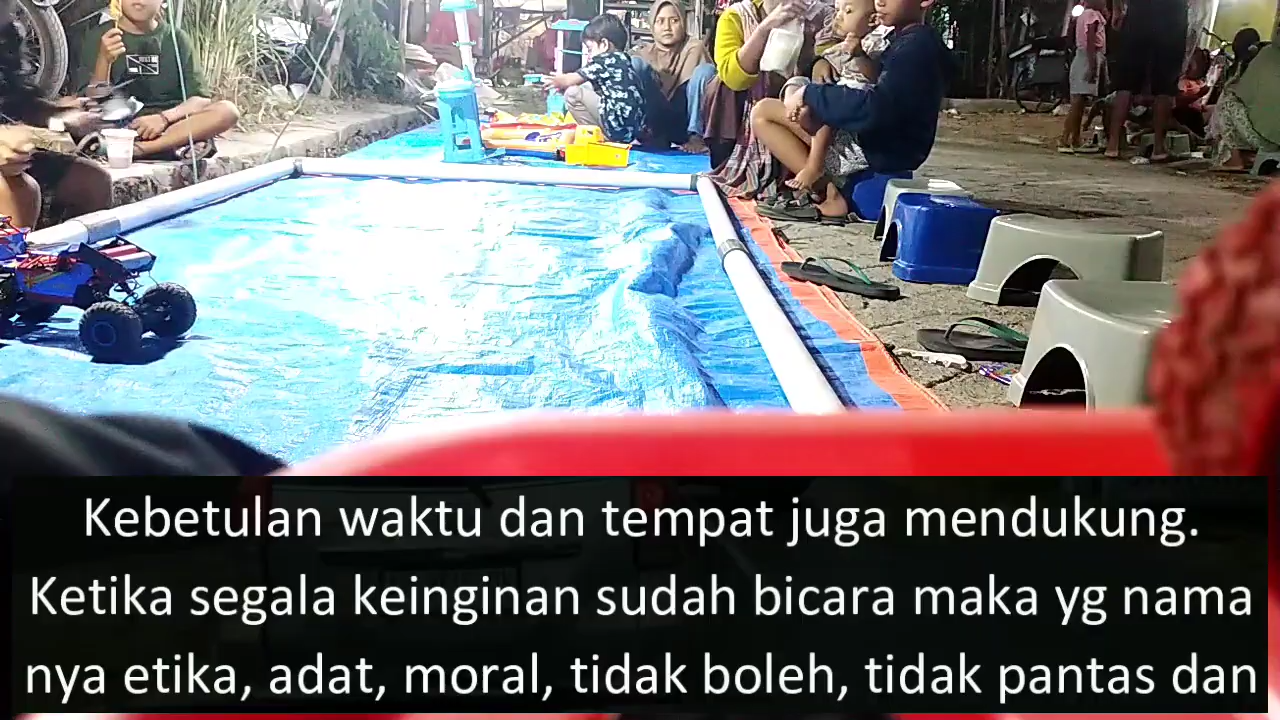 Kebetulan waktu dan tempat juga mendukung.
Ketika segala keinginan sudah bicara maka yg nama
nya etika, adat, moral, tidak boleh, tidak pantas dan